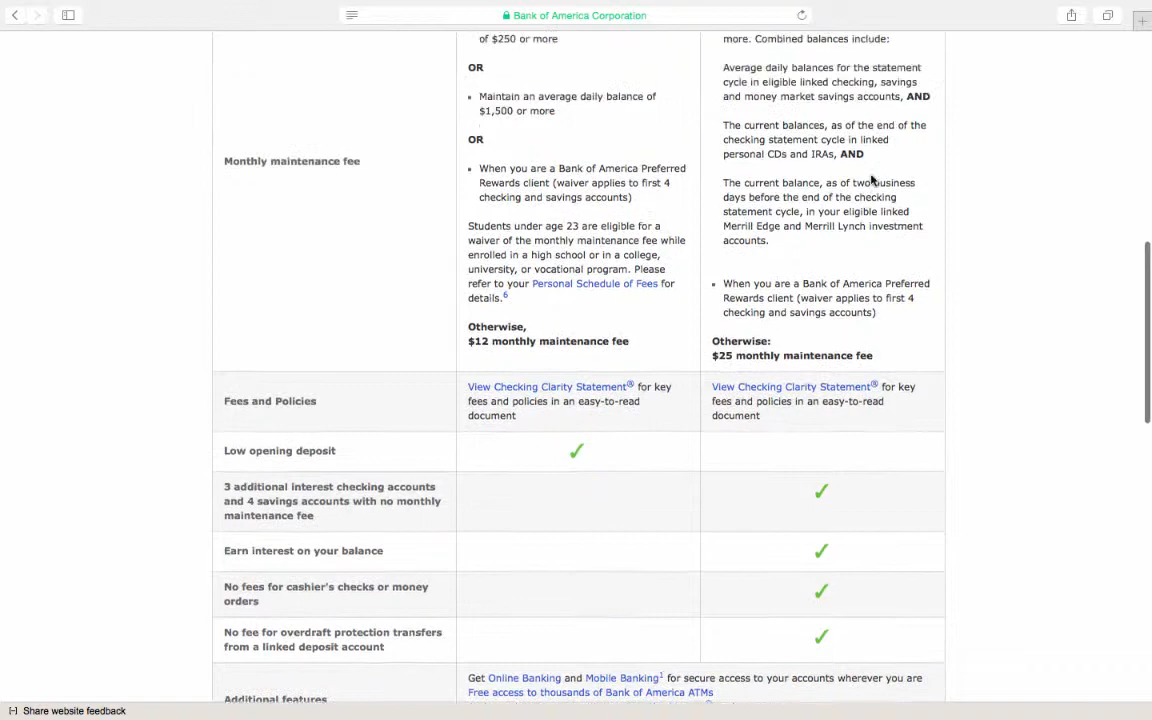 Bank of America Corporation
of $250 or more
OR
Maintain an average daily balance of
$1,500 or more
OR
When you are a Bank of America Preferred
Rewards client (waiver applies to first 4
checking and savings accounts)
Students under age 23 are eligible for a
waiver of the monthly maintenance fee while
enrolled in a high school or in a college,
university, or vocational program. Please
refer to your Personal Schedule of Fees for
details.6
Otherwise,
$12 monthly maintenance fee
more. Combined balances include:
Average daily balances for the statement
cycle in eligible linked checking, savings
and money market savings accounts, AND
The current balances, as of the end of the
checking statement cycle in linked
personal CDs and IRAs, AND
The current balance, as of two business
days before the end of the checking
statement cycle, in your eligible linked
Merrill Edge and Merrill Lynch investment
accounts.
When you are a Bank of America Preferred
Rewards client (waiver applies to first 4
checking and savings accounts)
Otherwise:
$25 monthly maintenance fee
Monthly maintenance fee
Fees and Policies
View Checking Clarity Statement® for key
fees and policies in an easy-to-read
document
View Checking Clarity Statement® for key
fees and policies in an easy-to-read
document
Low opening deposit
3 additional interest checking accounts
and 4 savings accounts with no monthly
maintenance fee
Earn interest on your balance
No fees for cashier's checks or money
orders
No fee for overdraft protection transfers
from a linked deposit account
Additional features
Get Online Banking and Mobile Banking1 for secure access to your accounts wherever you are
Free access to thousands of Bank of America ATMs
[-] Share website feedback